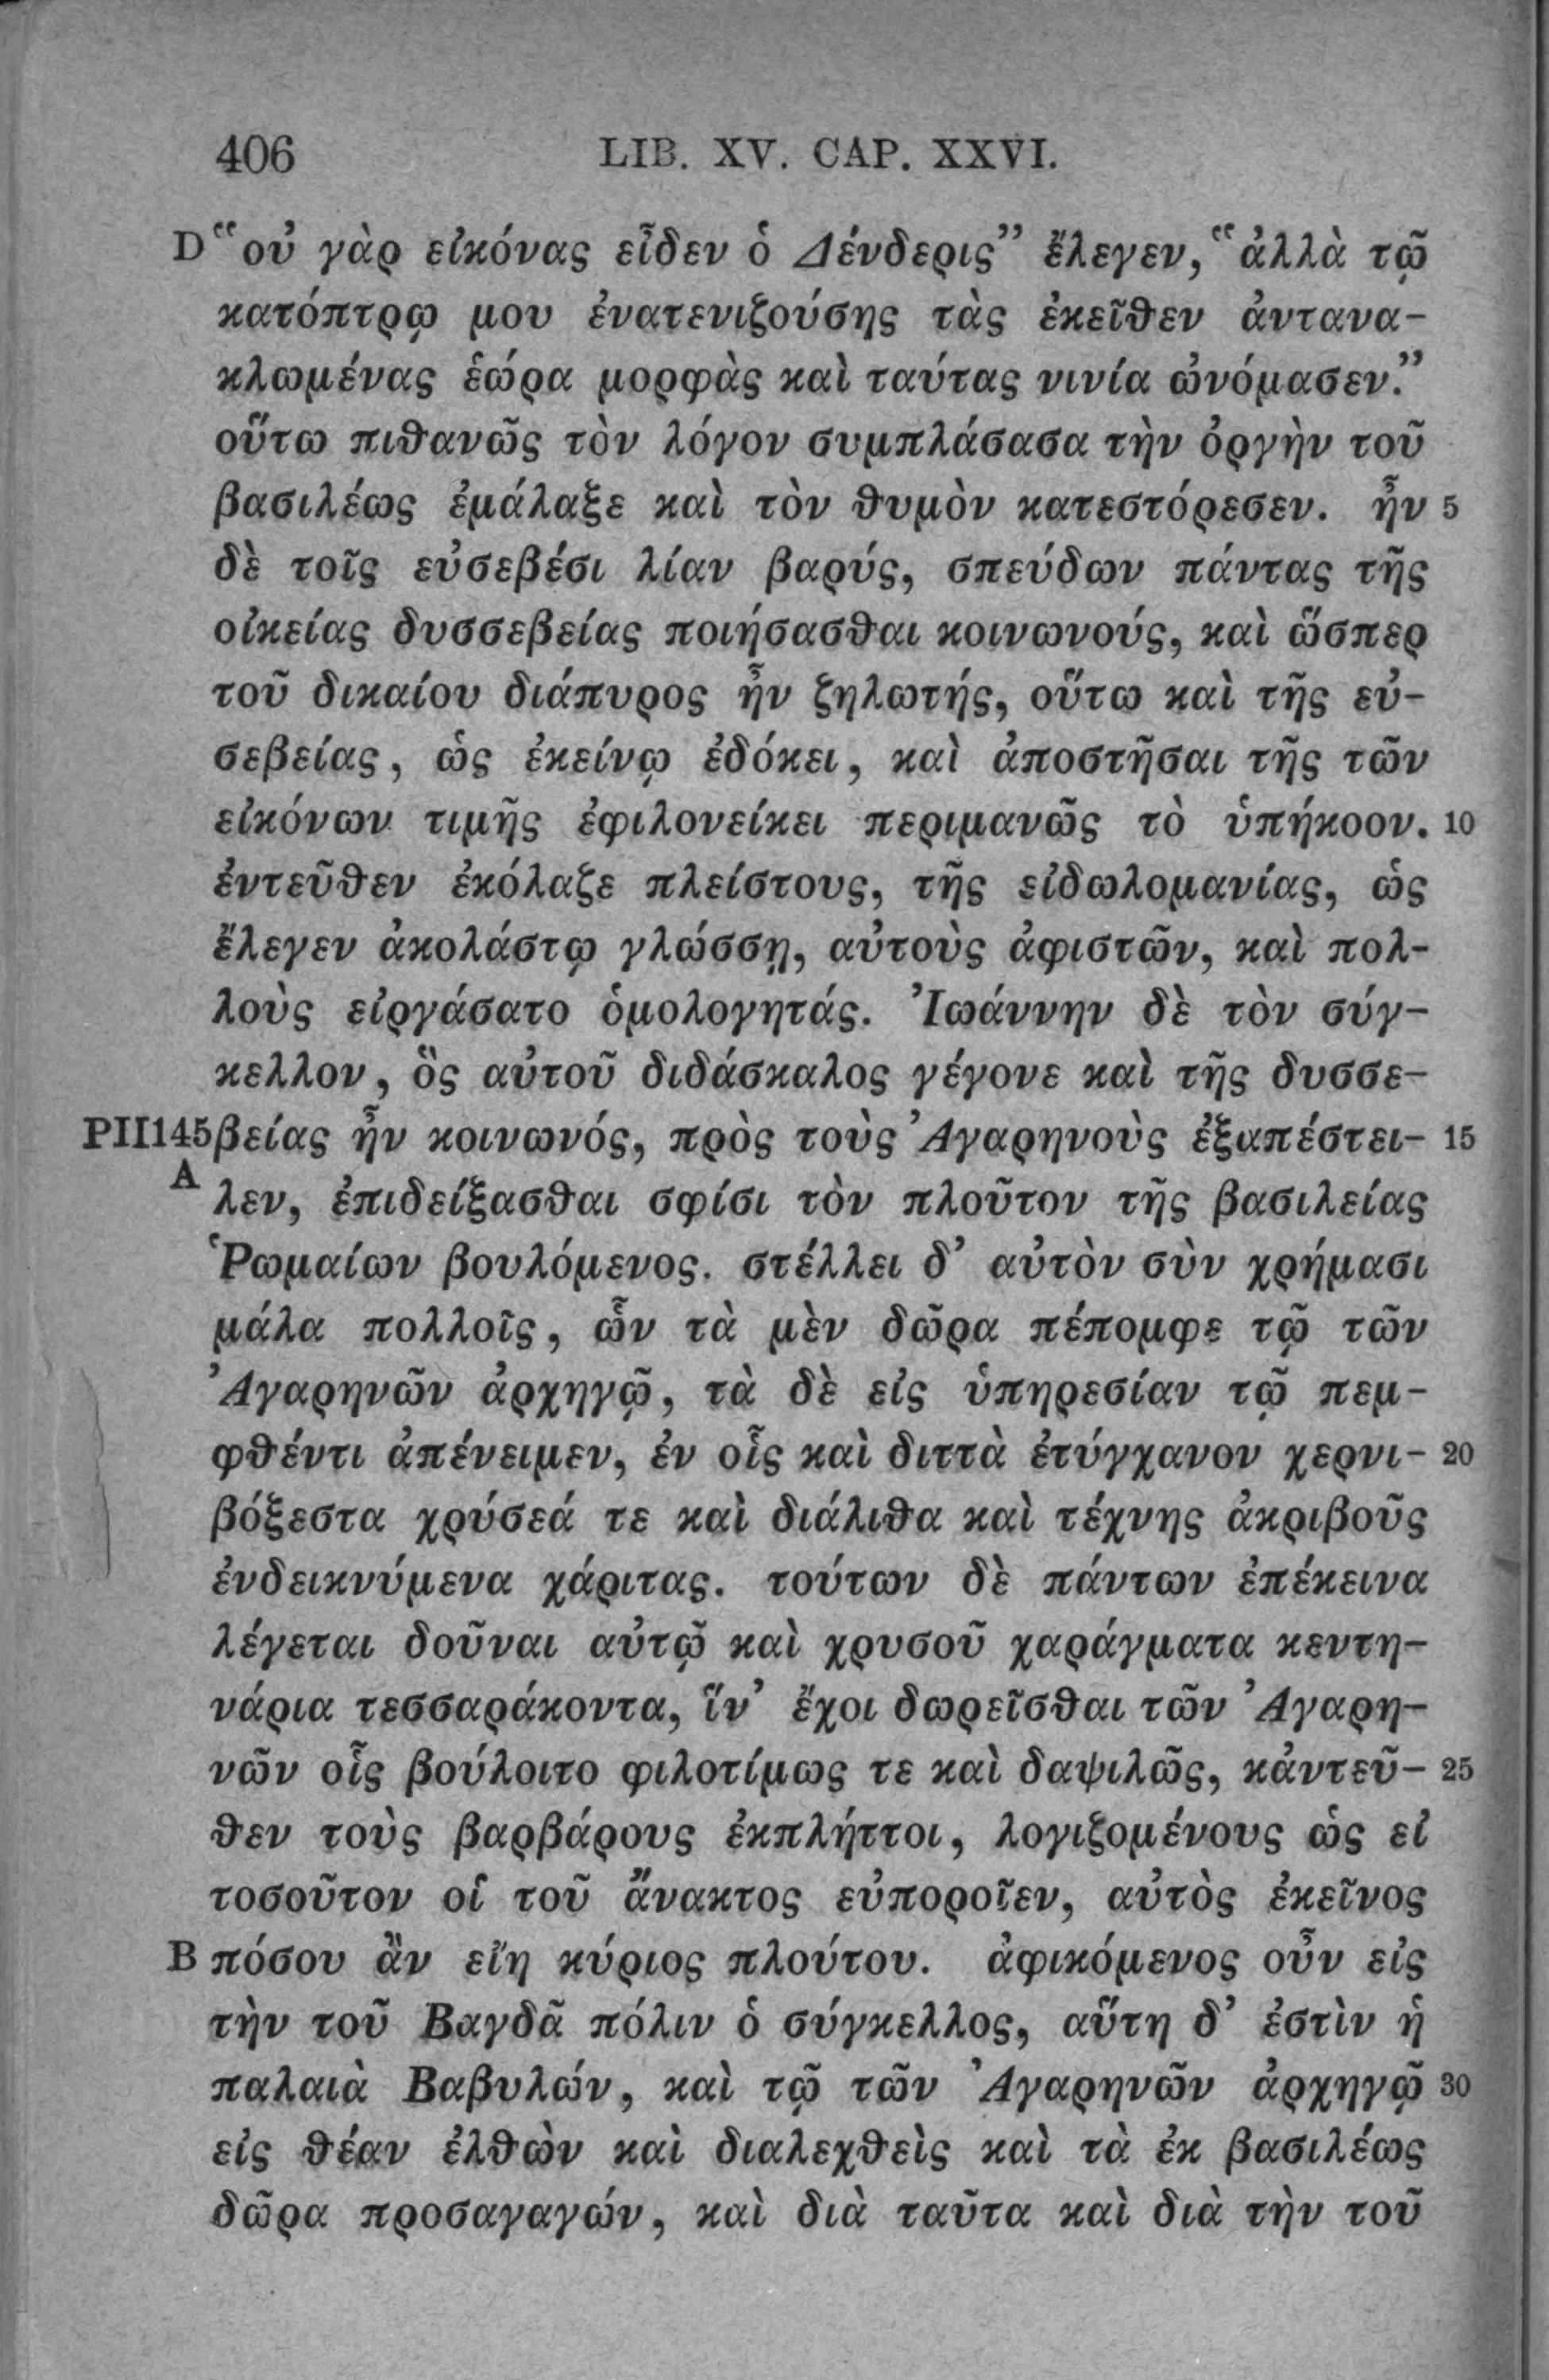 406 LIB. XV. CAP. XXVI.
D “οὐ γὰρ εἰκόνας εἶδεν ὁ Δένδερις” ἔλεγεν, “ἀλλὰ τῷ
κατόπτρῳ μου ἐνατενιζούσης τὰς ἐκεῖθεν ἀντανα-
κλωμένας ἑώρα μορφὰς καὶ ταύτας νινία ὠνόμασεν.”
οὕτω πιθανῶς τὸν λόγον συμπλάσασα τὴν ὀργὴν τοῦ
βασιλέως ἐμάλαξε καὶ τὸν θυμὸν κατεστόρεσεν. ἦν 5
δὲ τοῖς εὐσεβέσι λίαν βαρύς, σπεύδων πάντας τῆς
οἰκείας δυσσεβείας ποιήσασθαι κοινωνούς, καὶ ὥσπερ
τοῦ δικαίου διάπυρος ἦν ζηλωτής, οὕτω καὶ τῆς εὐ-
σεβείας, ὡς ἐκείνῳ ἐδόκει, καὶ ἀποστῆσαι τῆς τῶν
εἰκόνων τιμῆς ἐφιλονείκει περιμανῶς τὸ ὑπήκοον. 10
ἐντεῦθεν ἐκόλαζε πλείστους, τῆς εἰδωλομανίας, ὡς
ἔλεγεν ἀκολάστῳ γλώσσῃ, αὐτοὺς ἀφιστῶν, καὶ πολ-
λοὺς εἰργάσατο ὁμολογητάς. Ἰωάννην δὲ τὸν σύγ-
κελλον, ὃς αὐτοῦ διδάσκαλος γέγονε καὶ τῆς δυσσε-
PII145 βείας ἦν κοινωνός, πρὸς τοὺς Ἀγαρηνοὺς ἐξαπέστει- 15
A λεν, ἐπιδείξασθαι σφίσι τὸν πλοῦτον τῆς βασιλείας
Ῥωμαίων βουλόμενος. στέλλει δ’ αὐτὸν σὺν χρήμασι
μάλα πολλοῖς, ὧν τὰ μὲν δῶρα πέπομφε τῷ τῶν
Ἀγαρηνῶν ἀρχηγῷ, τὰ δὲ εἰς ὑπηρεσίαν τῷ πεμ-
φθέντι ἀπένειμεν, ἐν οἷς καὶ διττὰ ἐτύγχανον χερνι- 20
βόξεστα χρύσεά τε καὶ διάλιθα καὶ τέχνης ἀκριβοῦς
ἐνδεικνύμενα χάριτας. τούτων δὲ πάντων ἐπέκεινα
λέγεται δοῦναι αὐτῷ καὶ χρυσοῦ χαράγματα κεντη-
νάρια τεσσαράκοντα, ἵν’ ἔχοι δωρεῖσθαι τῶν Ἀγαρη-
νῶν οἷς βούλοιτο φιλοτίμως τε καὶ δαψιλῶς, κἀντεῦ- 25
θεν τοὺς βαρβάρους ἐκπλήττοι, λογιζομένους ὡς εἰ
τοσοῦτον οἱ τοῦ ἄνακτος εὐποροῖεν, αὐτὸς ἐκεῖνος
B πόσου ἂν εἴη κύριος πλούτου. ἀφικόμενος οὖν εἰς
τὴν τοῦ Βαγδᾶ πόλιν ὁ σύγκελλος, αὕτη δ’ ἐστὶν ἡ
παλαιὰ Βαβυλών, καὶ τῷ τῶν Ἀγαρηνῶν ἀρχηγῷ 30
εἰς θέαν ἐλθὼν καὶ διαλεχθεὶς καὶ τὰ ἐκ βασιλέως
δῶρα προσαγαγών, καὶ διὰ ταῦτα καὶ διὰ τὴν τοῦ